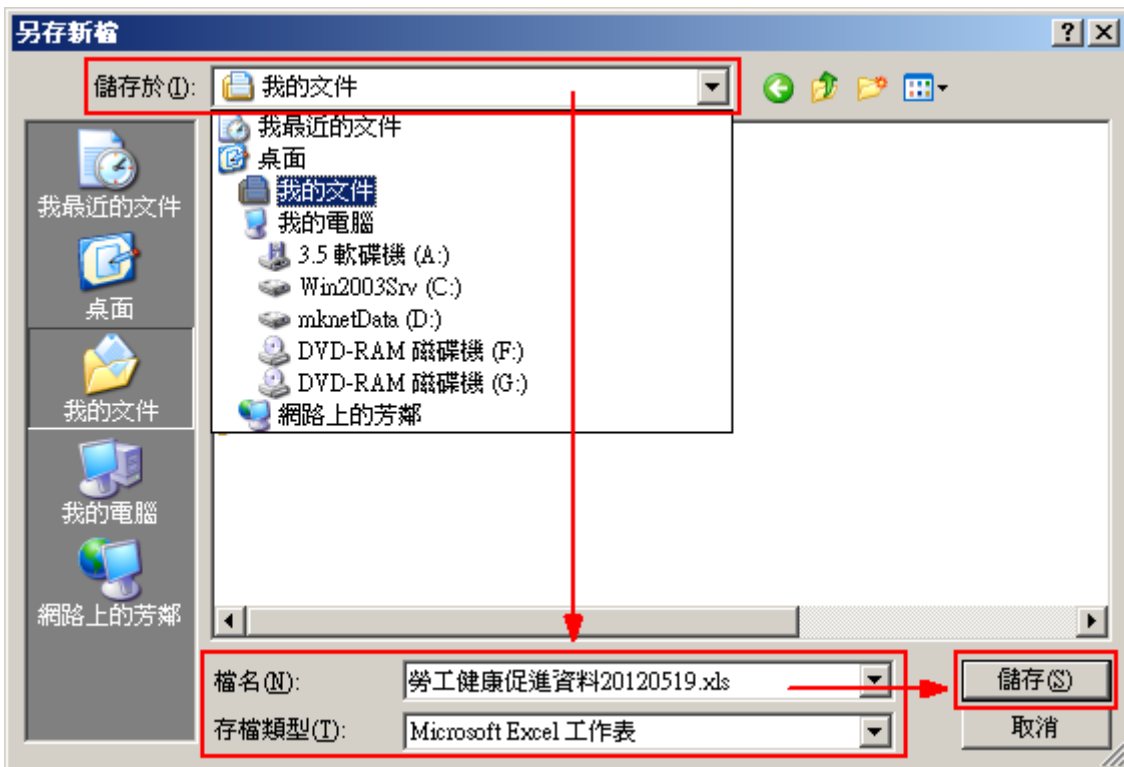 另存新檔
儲存於(I):
我的文件
我最近的文件
桌面
我的文件
我的電腦
3.5 軟碟機 (A:)
Win2003Srv (C:)
mknetData (D:)
DVD-RAM 磁碟機 (F:)
DVD-RAM 磁碟機 (G:)
網路上的芳鄰
我最近的文件
桌面
我的文件
我的電腦
網路上的芳鄰
檔名(N):
勞工健康促進資料20120519.xls
儲存(S)
存檔類型(T):
Microsoft Excel 工作表
取消